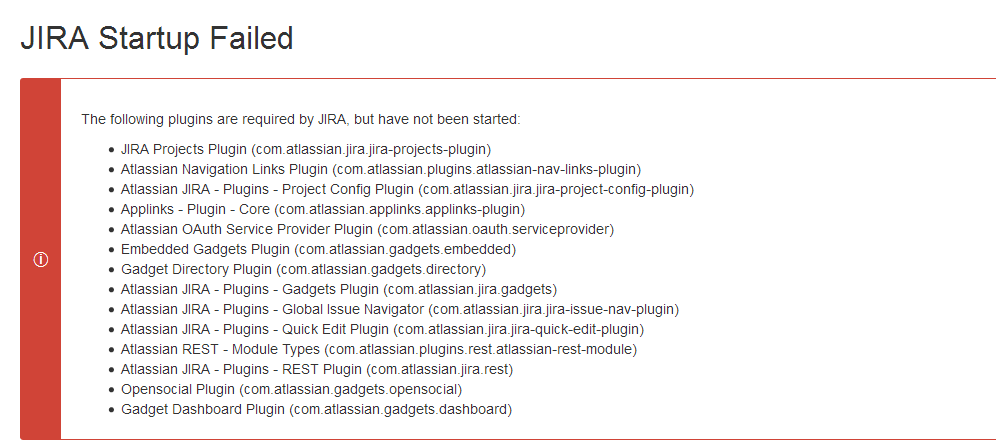 JIRA Startup Failed
The following plugins are required by JIRA, but have not been started:
• JIRA Projects Plugin (com.atlassian.jira.jira-projects-plugin)
• Atlassian Navigation Links Plugin (com.atlassian.plugins.atlassian-nav-links-plugin)
• Atlassian JIRA - Plugins - Project Config Plugin (com.atlassian.jira.jira-project-config-plugin)
• Applinks - Plugin - Core (com.atlassian.applinks.applinks-plugin)
• Atlassian OAuth Service Provider Plugin (com.atlassian.oauth.serviceprovider)
• Embedded Gadgets Plugin (com.atlassian.gadgets.embedded)
• Gadget Directory Plugin (com.atlassian.gadgets.directory)
• Atlassian JIRA - Plugins - Gadgets Plugin (com.atlassian.jira.gadgets)
• Atlassian JIRA - Plugins - Global Issue Navigator (com.atlassian.jira.jira-issue-nav-plugin)
• Atlassian JIRA - Plugins - Quick Edit Plugin (com.atlassian.jira.jira-quick-edit-plugin)
• Atlassian REST - Module Types (com.atlassian.plugins.rest.atlassian-rest-module)
• Atlassian JIRA - Plugins - REST Plugin (com.atlassian.jira.rest)
• Opensocial Plugin (com.atlassian.gadgets.opensocial)
• Gadget Dashboard Plugin (com.atlassian.gadgets.dashboard)